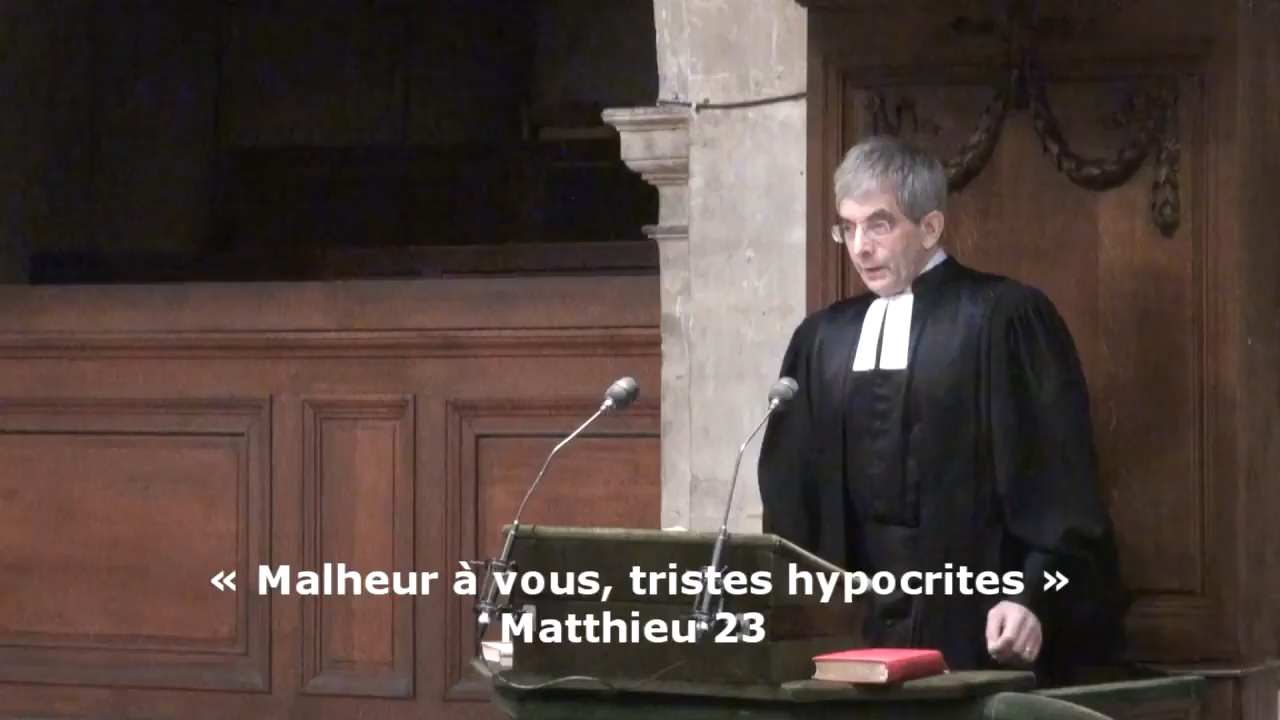 « Malheur à vous, tristes hypocrites »
Matthieu 23